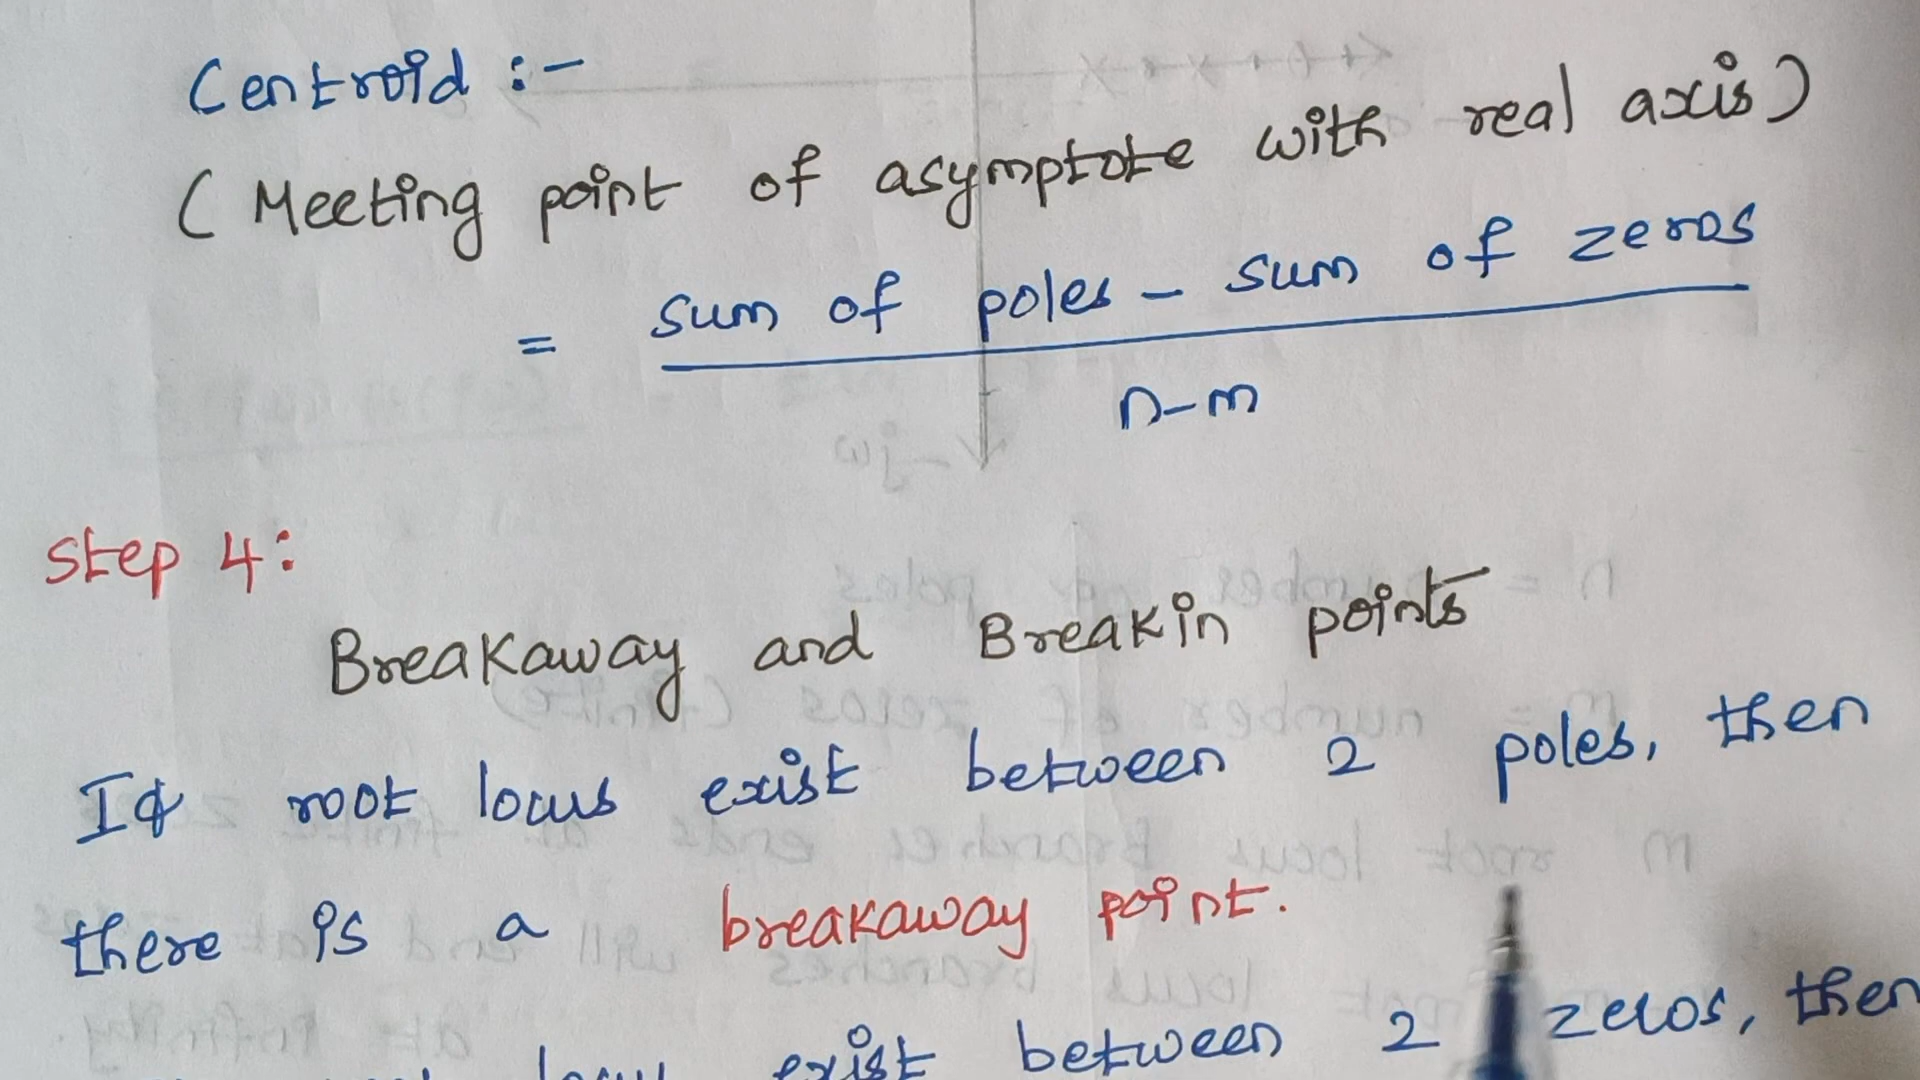 Centroid :-
(Meeting point of asymptote with real axis)
= sum of poles - sum of zeros
n-m
Step 4:
Breakaway and Breakin points
If root locus exist between 2 poles, then
there is a breakaway point.
exist between 2 zeros, then